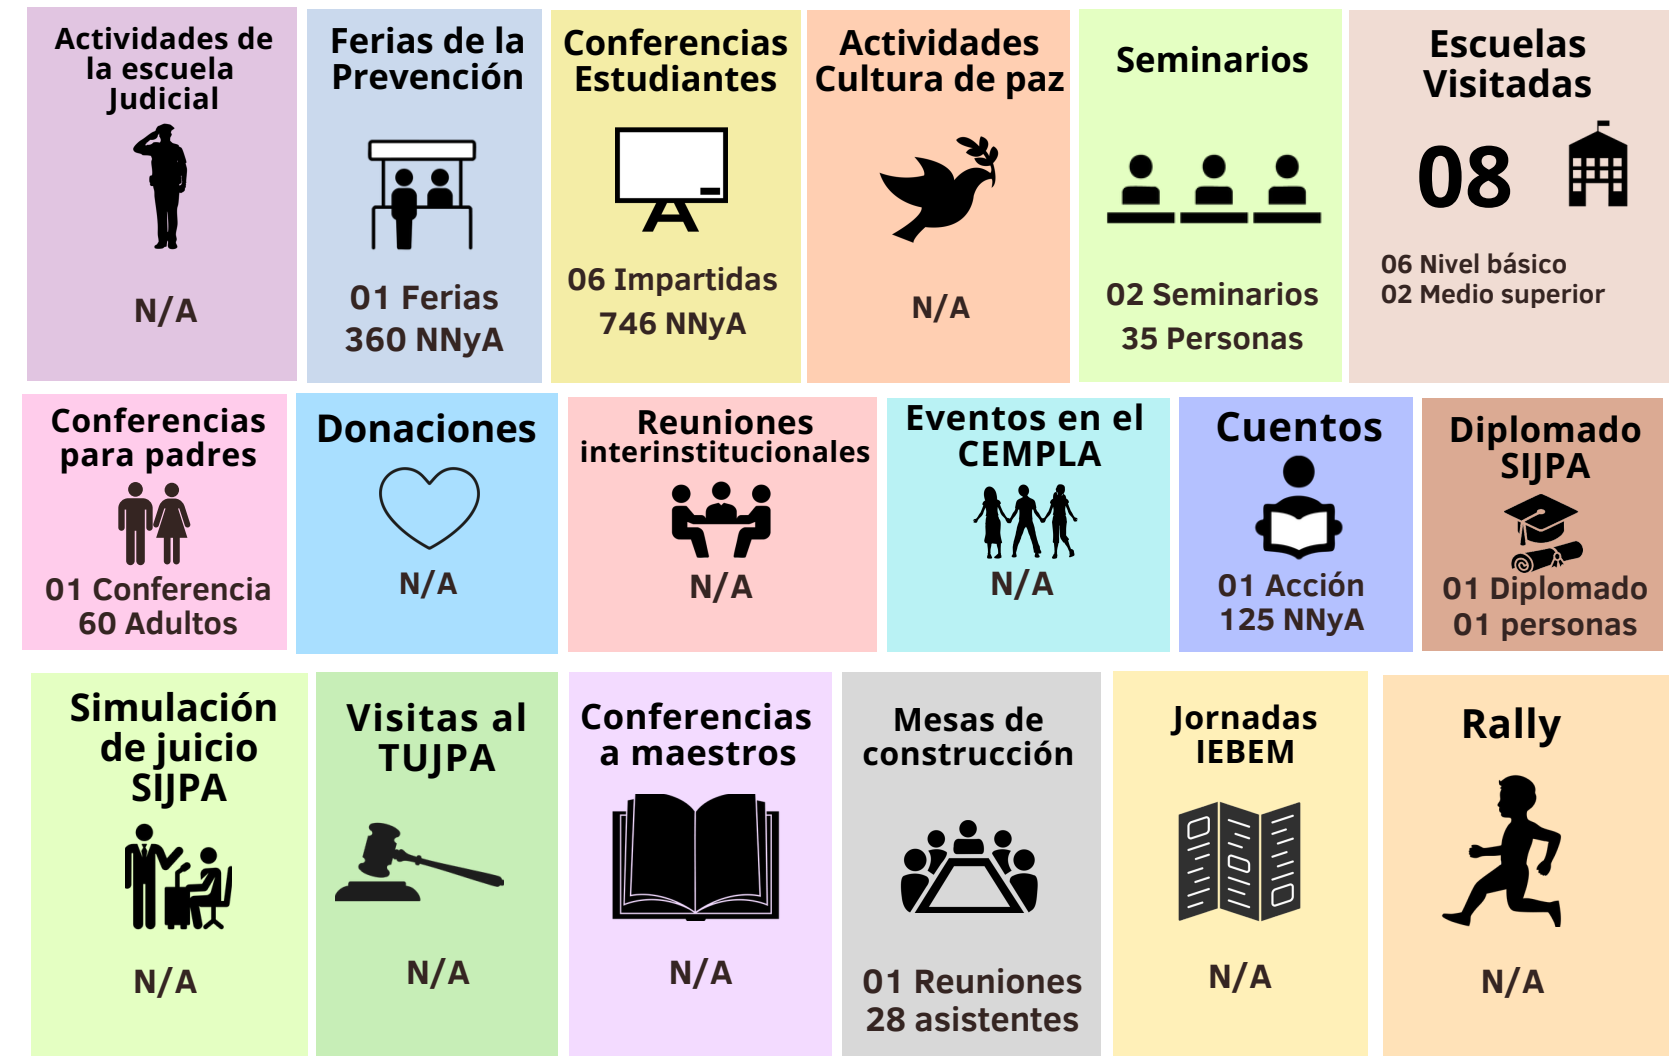 Actividades de
la escuela
Judicial
N/A
Ferias de la
Prevención
01 Ferias
360 NNyA
Conferencias
Estudiantes
06 Impartidas
746 NNyA
Actividades
Cultura de paz
N/A
Seminarios
02 Seminarios
35 Personas
Escuelas
Visitadas
08
06 Nivel básico
02 Medio superior
Conferencias
para padres
01 Conferencia
60 Adultos
Donaciones
N/A
Reuniones
interinstitucionales
N/A
Eventos en el
CEMPLA
N/A
Cuentos
01 Acción
125 NNyA
Diplomado
SIJPA
01 Diplomado
01 personas
Simulación
de juicio
SIJPA
N/A
Visitas al
TUJPA
N/A
Conferencias
a maestros
N/A
Mesas de
construcción
01 Reuniones
28 asistentes
Jornadas
IEBEM
N/A
Rally
N/A